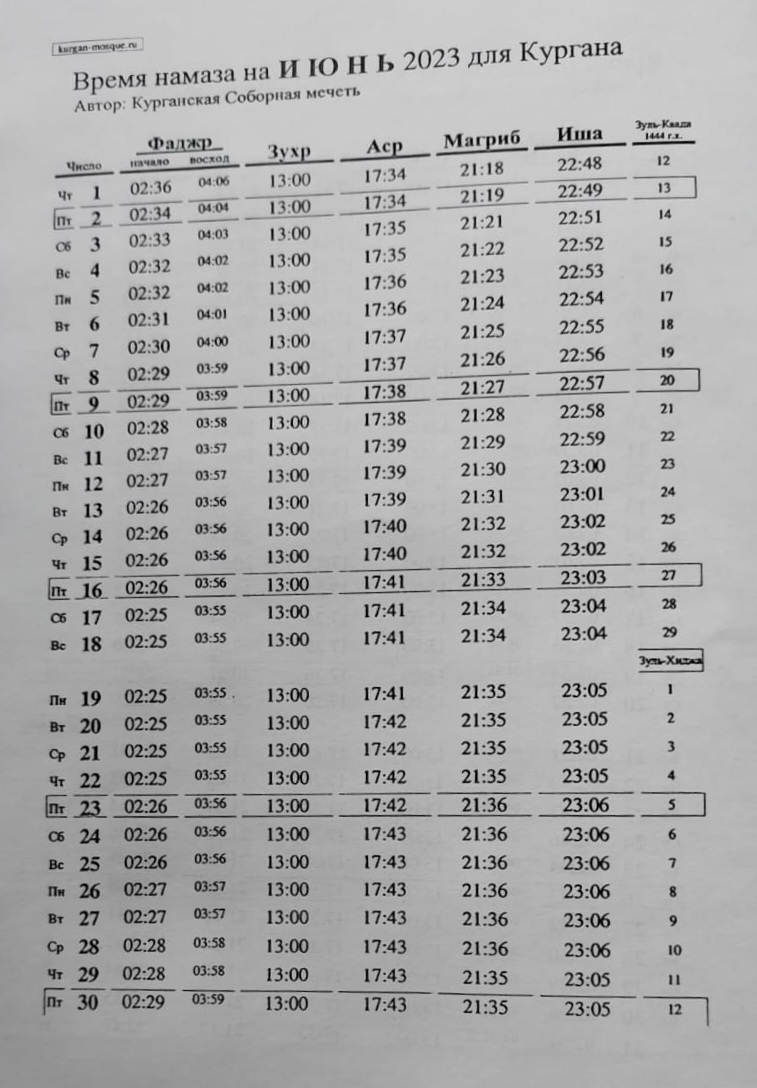 kurgan-mosque.ru
Время намаза на И Ю Н Ь 2023 для Кургана
Автор: Курганская Соборная мечеть
Число Фаджр начало восход Зухр Аср Магриб Иша Зуль-Каада 1444 г.х.
Чт 1 02:36 04:06 13:00 17:34 21:18 22:48 12
Пт 2 02:34 04:04 13:00 17:34 21:19 22:49 13
Сб 3 02:33 04:03 13:00 17:35 21:21 22:51 14
Вс 4 02:32 04:02 13:00 17:35 21:22 22:52 15
Пн 5 02:32 04:02 13:00 17:36 21:23 22:53 16
Вт 6 02:31 04:01 13:00 17:36 21:24 22:54 17
Ср 7 02:30 04:00 13:00 17:37 21:25 22:55 18
Чт 8 02:29 03:59 13:00 17:37 21:26 22:56 19
Пт 9 02:29 03:59 13:00 17:38 21:27 22:57 20
Сб 10 02:28 03:58 13:00 17:38 21:28 22:58 21
Вс 11 02:27 03:57 13:00 17:39 21:29 22:59 22
Пн 12 02:27 03:57 13:00 17:39 21:30 23:00 23
Вт 13 02:26 03:56 13:00 17:39 21:31 23:01 24
Ср 14 02:26 03:56 13:00 17:40 21:32 23:02 25
Чт 15 02:26 03:56 13:00 17:40 21:32 23:02 26
Пт 16 02:26 03:56 13:00 17:41 21:33 23:03 27
Сб 17 02:25 03:55 13:00 17:41 21:34 23:04 28
Вс 18 02:25 03:55 13:00 17:41 21:34 23:04 29
Зуль-Хиджа
Пн 19 02:25 03:55 13:00 17:41 21:35 23:05 1
Вт 20 02:25 03:55 13:00 17:42 21:35 23:05 2
Ср 21 02:25 03:55 13:00 17:42 21:35 23:05 3
Чт 22 02:25 03:55 13:00 17:42 21:35 23:05 4
Пт 23 02:26 03:56 13:00 17:42 21:36 23:06 5
Сб 24 02:26 03:56 13:00 17:43 21:36 23:06 6
Вс 25 02:26 03:56 13:00 17:43 21:36 23:06 7
Пн 26 02:27 03:57 13:00 17:43 21:36 23:06 8
Вт 27 02:27 03:57 13:00 17:43 21:36 23:06 9
Ср 28 02:28 03:58 13:00 17:43 21:36 23:06 10
Чт 29 02:28 03:58 13:00 17:43 21:35 23:05 11
Пт 30 02:29 03:59 13:00 17:43 21:35 23:05 12